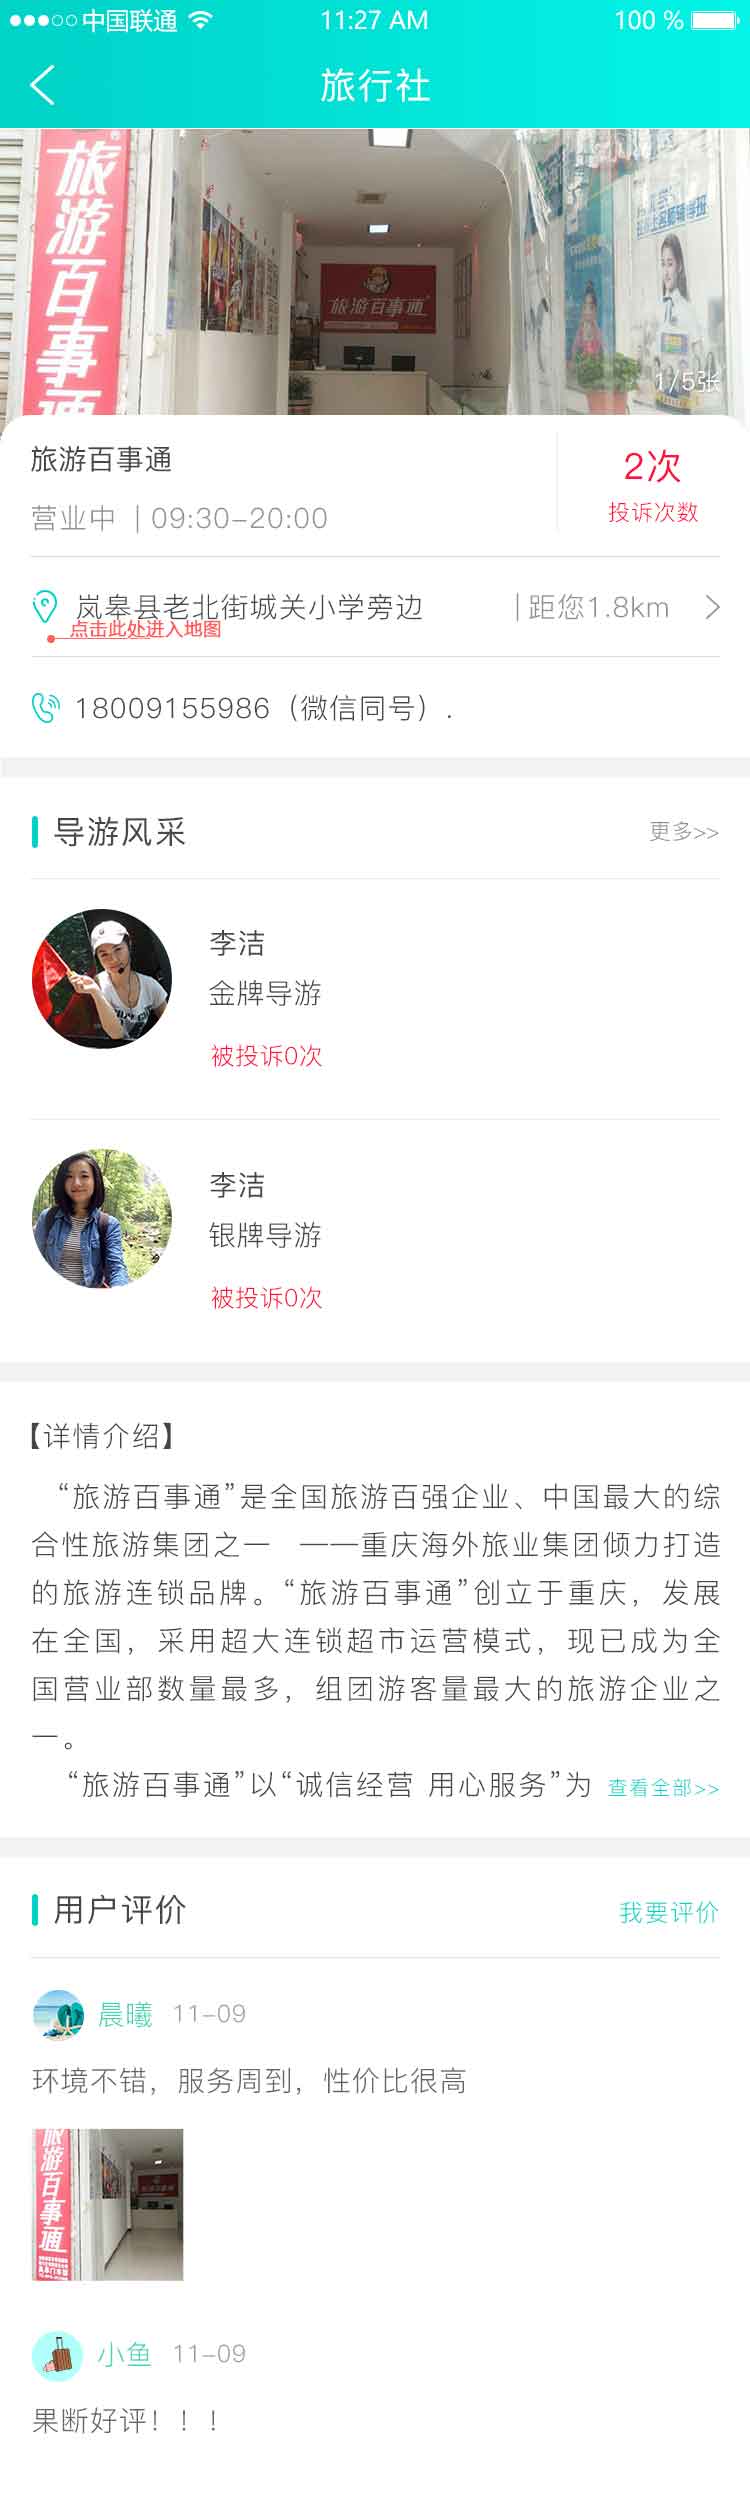 中国联通 11:27 AM 100 %
旅行社
旅游百事通
旅游百事通
1/5张
旅游百事通
2次
营业中 | 09:30-20:00
投诉次数
岚皋县老北街城关小学旁边 | 距您1.8km
点击此处进入地图
18009155986（微信同号）.
导游风采 更多>>
李洁
金牌导游
被投诉0次
李洁
银牌导游
被投诉0次
【详情介绍】
“旅游百事通”是全国旅游百强企业、中国最大的综
合性旅游集团之一 ——重庆海外旅业集团倾力打造
的旅游连锁品牌。“旅游百事通”创立于重庆，发展
在全国，采用超大连锁超市运营模式，现已成为全
国营业部数量最多，组团游客量最大的旅游企业之
一。
“旅游百事通”以“诚信经营 用心服务”为 查看全部>>
用户评价 我要评价
晨曦 11-09
环境不错，服务周到，性价比很高
旅游百事通
小鱼 11-09
果断好评！！！